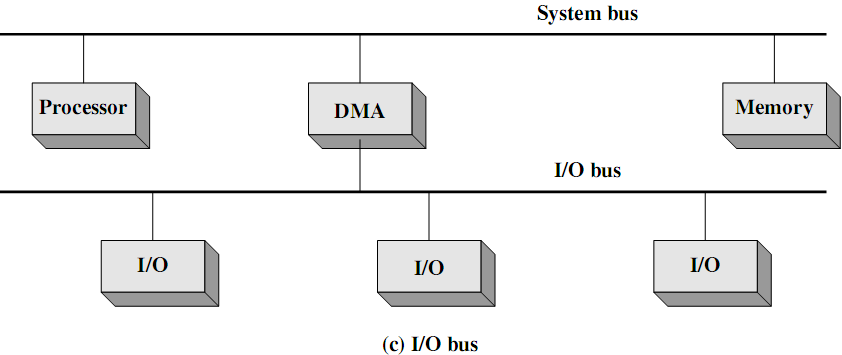 System bus
Processor
DMA
Memory
I/O bus
I/O
I/O
I/O
(c) I/O bus